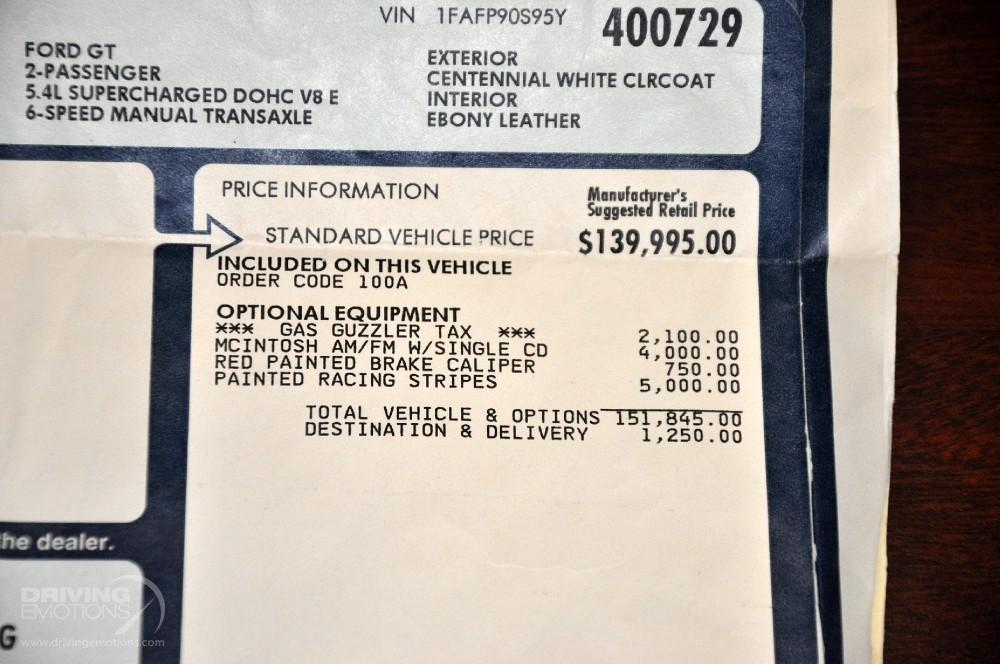 VIN 1FAFP90S95Y 400729
FORD GT
2-PASSENGER
5.4L SUPERCHARGED DOHC V8 E
6-SPEED MANUAL TRANSAXLE
EXTERIOR
CENTENNIAL WHITE CLRCOAT
INTERIOR
EBONY LEATHER
PRICE INFORMATION
Manufacturer's
Suggested Retail Price
STANDARD VEHICLE PRICE $139,995.00
INCLUDED ON THIS VEHICLE
ORDER CODE 100A
OPTIONAL EQUIPMENT
*** GAS GUZZLER TAX *** 2,100.00
MCINTOSH AM/FM W/SINGLE CD 4,000.00
RED PAINTED BRAKE CALIPER 750.00
PAINTED RACING STRIPES 5,000.00
TOTAL VEHICLE & OPTIONS 151,845.00
DESTINATION & DELIVERY 1,250.00
the dealer.
G
DRIVING
EMOTIONS
www.drivingemotions.com